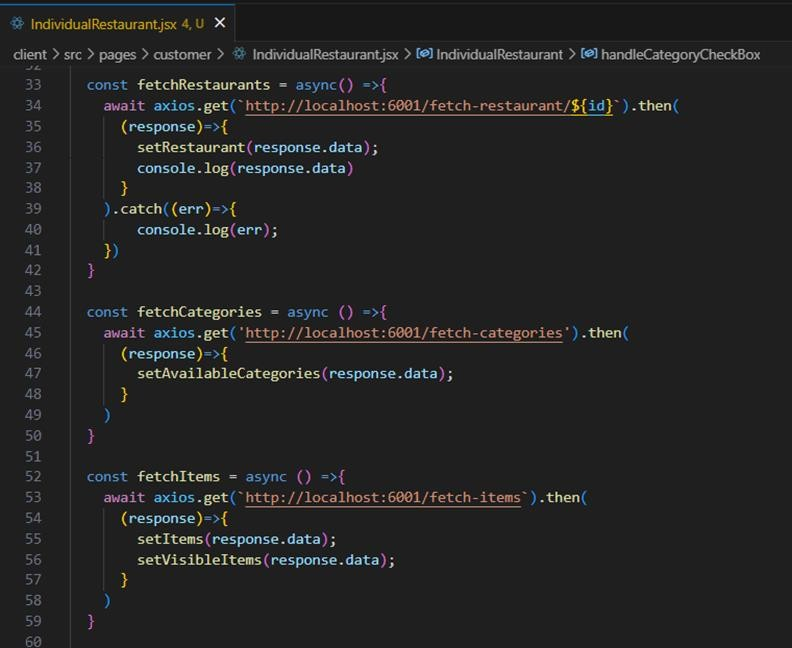 IndividualRestaurant.jsx 4, U ×
client > src > pages > customer > IndividualRestaurant.jsx > IndividualRestaurant > handleCategoryCheckBox
32
33 const fetchRestaurants = async() =>{
34 await axios.get(`http://localhost:6001/fetch-restaurant/${id}`).then(
35 (response)=>{
36 setRestaurant(response.data);
37 console.log(response.data)
38 }
39 ).catch((err)=>{
40 console.log(err);
41 })
42 }
43
44 const fetchCategories = async () =>{
45 await axios.get('http://localhost:6001/fetch-categories').then(
46 (response)=>{
47 setAvailableCategories(response.data);
48 }
49 )
50 }
51
52 const fetchItems = async () =>{
53 await axios.get(`http://localhost:6001/fetch-items`).then(
54 (response)=>{
55 setItems(response.data);
56 setVisibleItems(response.data);
57 }
58 )
59 }
60